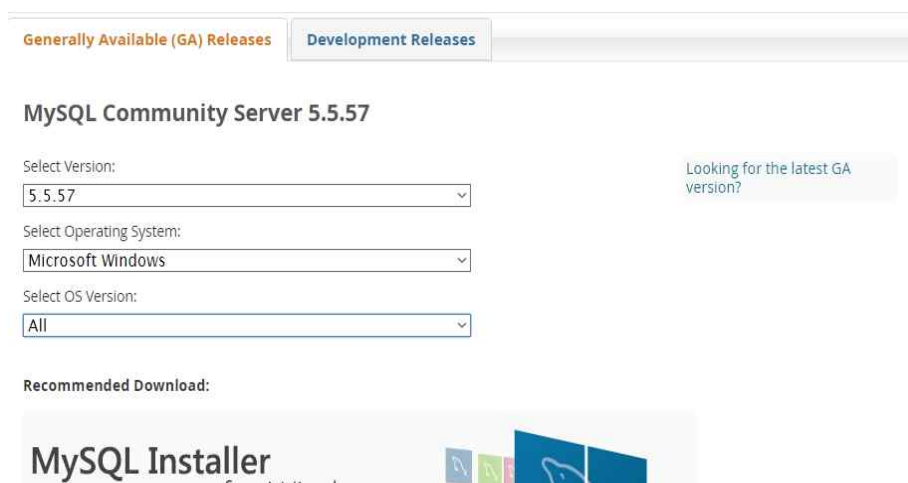 Generally Available (GA) Releases
Development Releases
MySQL Community Server 5.5.57
Select Version:
Looking for the latest GA
version?
5.5.57
Select Operating System:
Microsoft Windows
Select OS Version:
All
Recommended Download:
MySQL Installer